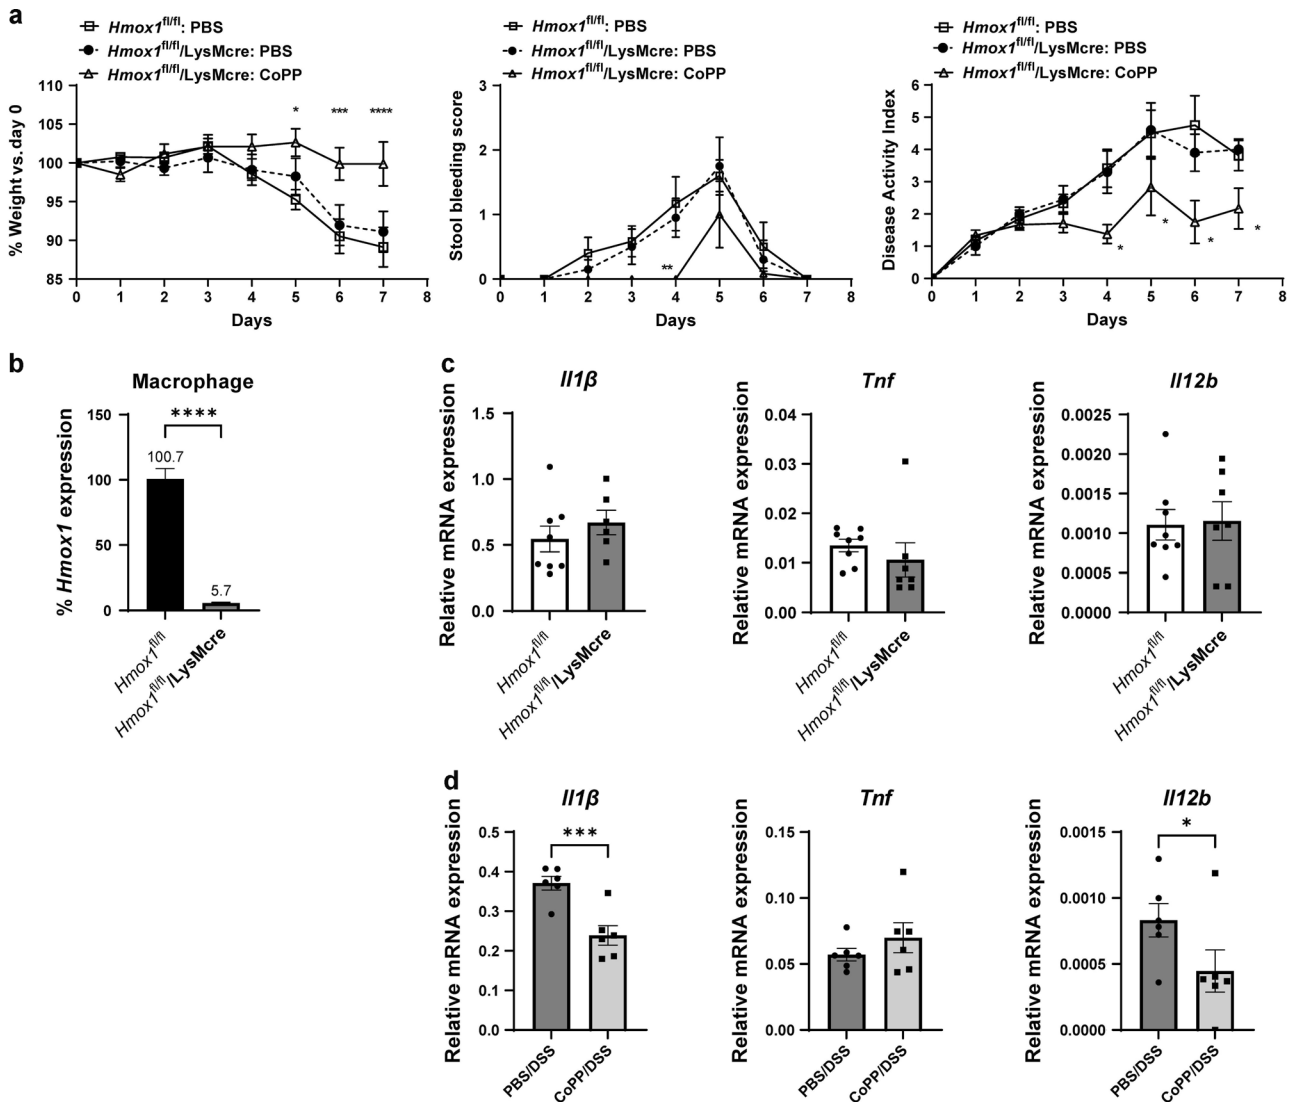 a
Hmox1fl/fl: PBS
Hmox1fl/fl/LysMcre: PBS
Hmox1fl/fl/LysMcre: CoPP
% Weight vs. day 0
110
105
100
95
90
85
* *** ****
0 1 2 3 4 5 6 7 8
Days
Hmox1fl/fl: PBS
Hmox1fl/fl/LysMcre: PBS
Hmox1fl/fl/LysMcre: CoPP
Stool bleeding score
3
2
1
0
**
0 1 2 3 4 5 6 7 8
Days
Hmox1fl/fl: PBS
Hmox1fl/fl/LysMcre: PBS
Hmox1fl/fl/LysMcre: CoPP
Disease Activity Index
6
5
4
3
2
1
0
* * * *
0 1 2 3 4 5 6 7 8
Days
b
Macrophage
% Hmox1 expression
150
100
50
0
****
100.7
5.7
Hmox1fl/fl
Hmox1fl/fl/LysMcre
c
Il1β
Relative mRNA expression
1.5
1.0
0.5
0.0
Hmox1fl/fl
Hmox1fl/fl/LysMcre
Tnf
Relative mRNA expression
0.04
0.03
0.02
0.01
0.00
Hmox1fl/fl
Hmox1fl/fl/LysMcre
Il12b
Relative mRNA expression
0.0025
0.0020
0.0015
0.0010
0.0005
0.0000
Hmox1fl/fl
Hmox1fl/fl/LysMcre
d
Il1β
Relative mRNA expression
0.5
0.4
0.3
0.2
0.1
0.0
***
PBS/DSS
CoPP/DSS
Tnf
Relative mRNA expression
0.15
0.10
0.05
0.00
PBS/DSS
CoPP/DSS
Il12b
Relative mRNA expression
0.0015
0.0010
0.0005
0.0000
*
PBS/DSS
CoPP/DSS